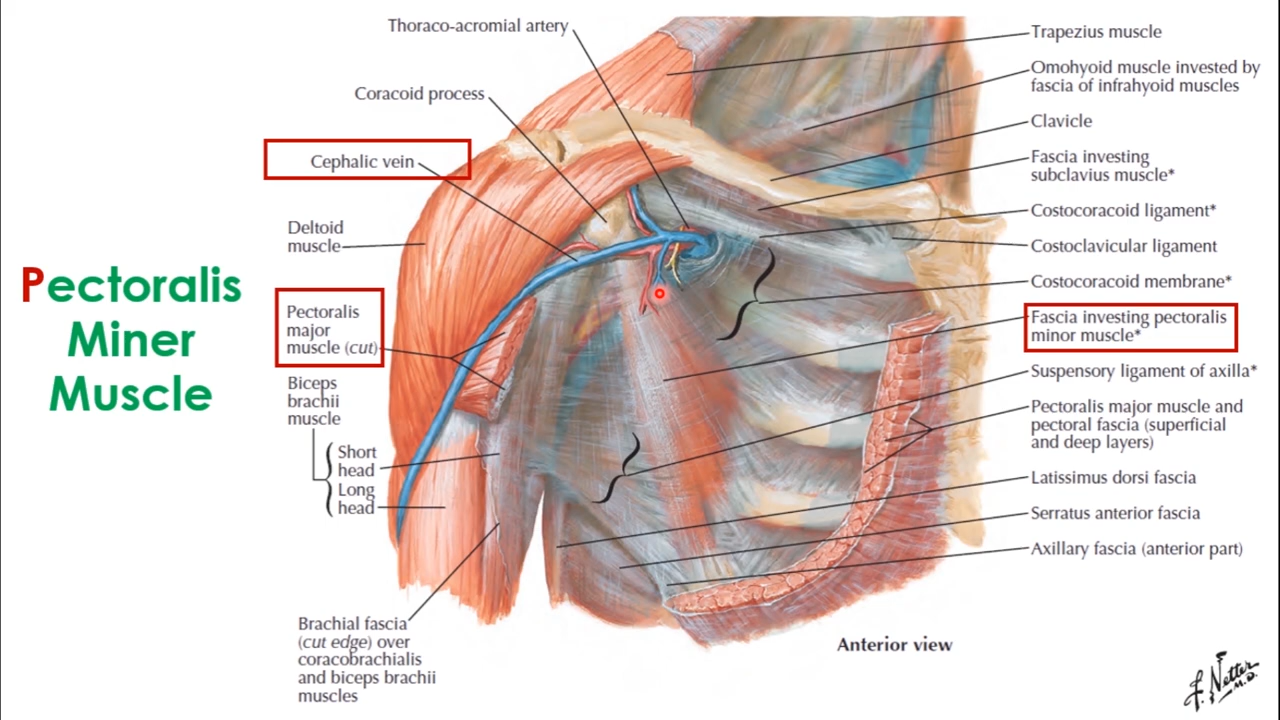 Pectoralis
Miner
Muscle
Thoraco-acromial artery
Coracoid process
Cephalic vein
Deltoid
muscle
Pectoralis
major
muscle (cut)
Biceps
brachii
muscle
Short
head
Long
head
Brachial fascia
(cut edge) over
coracobrachialis
and biceps brachii
muscles
Trapezius muscle
Omohyoid muscle invested by
fascia of infrahyoid muscles
Clavicle
Fascia investing
subclavius muscle*
Costocoracoid ligament*
Costoclavicular ligament
Costocoracoid membrane*
Fascia investing pectoralis
minor muscle*
Suspensory ligament of axilla*
Pectoralis major muscle and
pectoral fascia (superficial
and deep layers)
Latissimus dorsi fascia
Serratus anterior fascia
Axillary fascia (anterior part)
Anterior view
F. Netter
M.D.